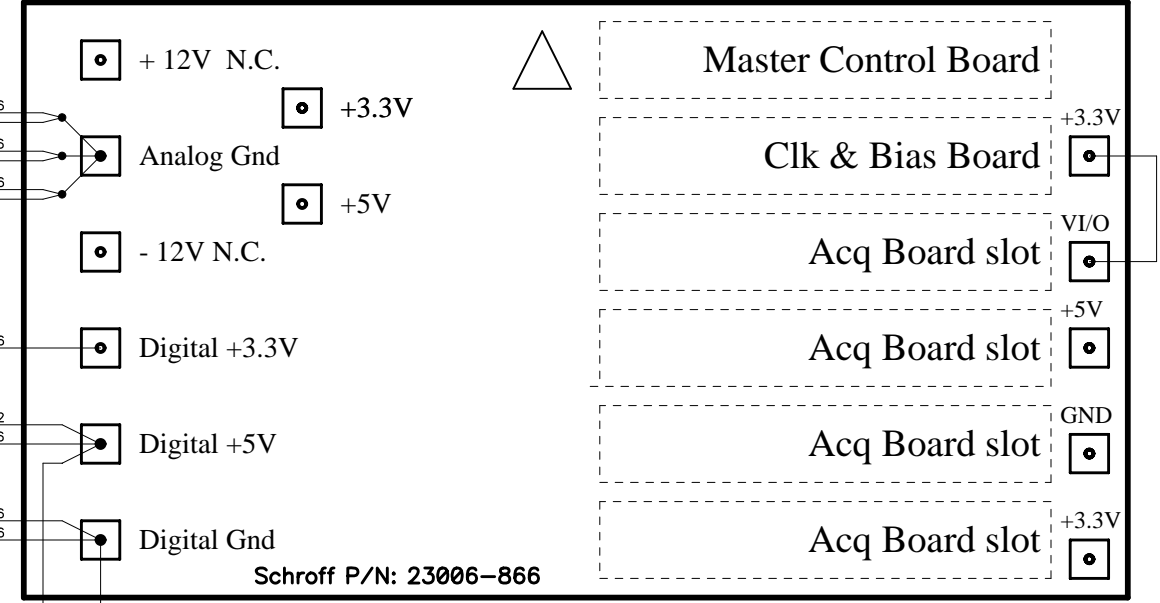 + 12V N.C.
Master Control Board
+3.3V
+3.3V
Analog Gnd
Clk & Bias Board
+5V
VI/O
- 12V N.C.
Acq Board slot
+5V
Digital +3.3V
Acq Board slot
GND
Digital +5V
Acq Board slot
+3.3V
Digital Gnd
Acq Board slot
Schroff P/N: 23006-866